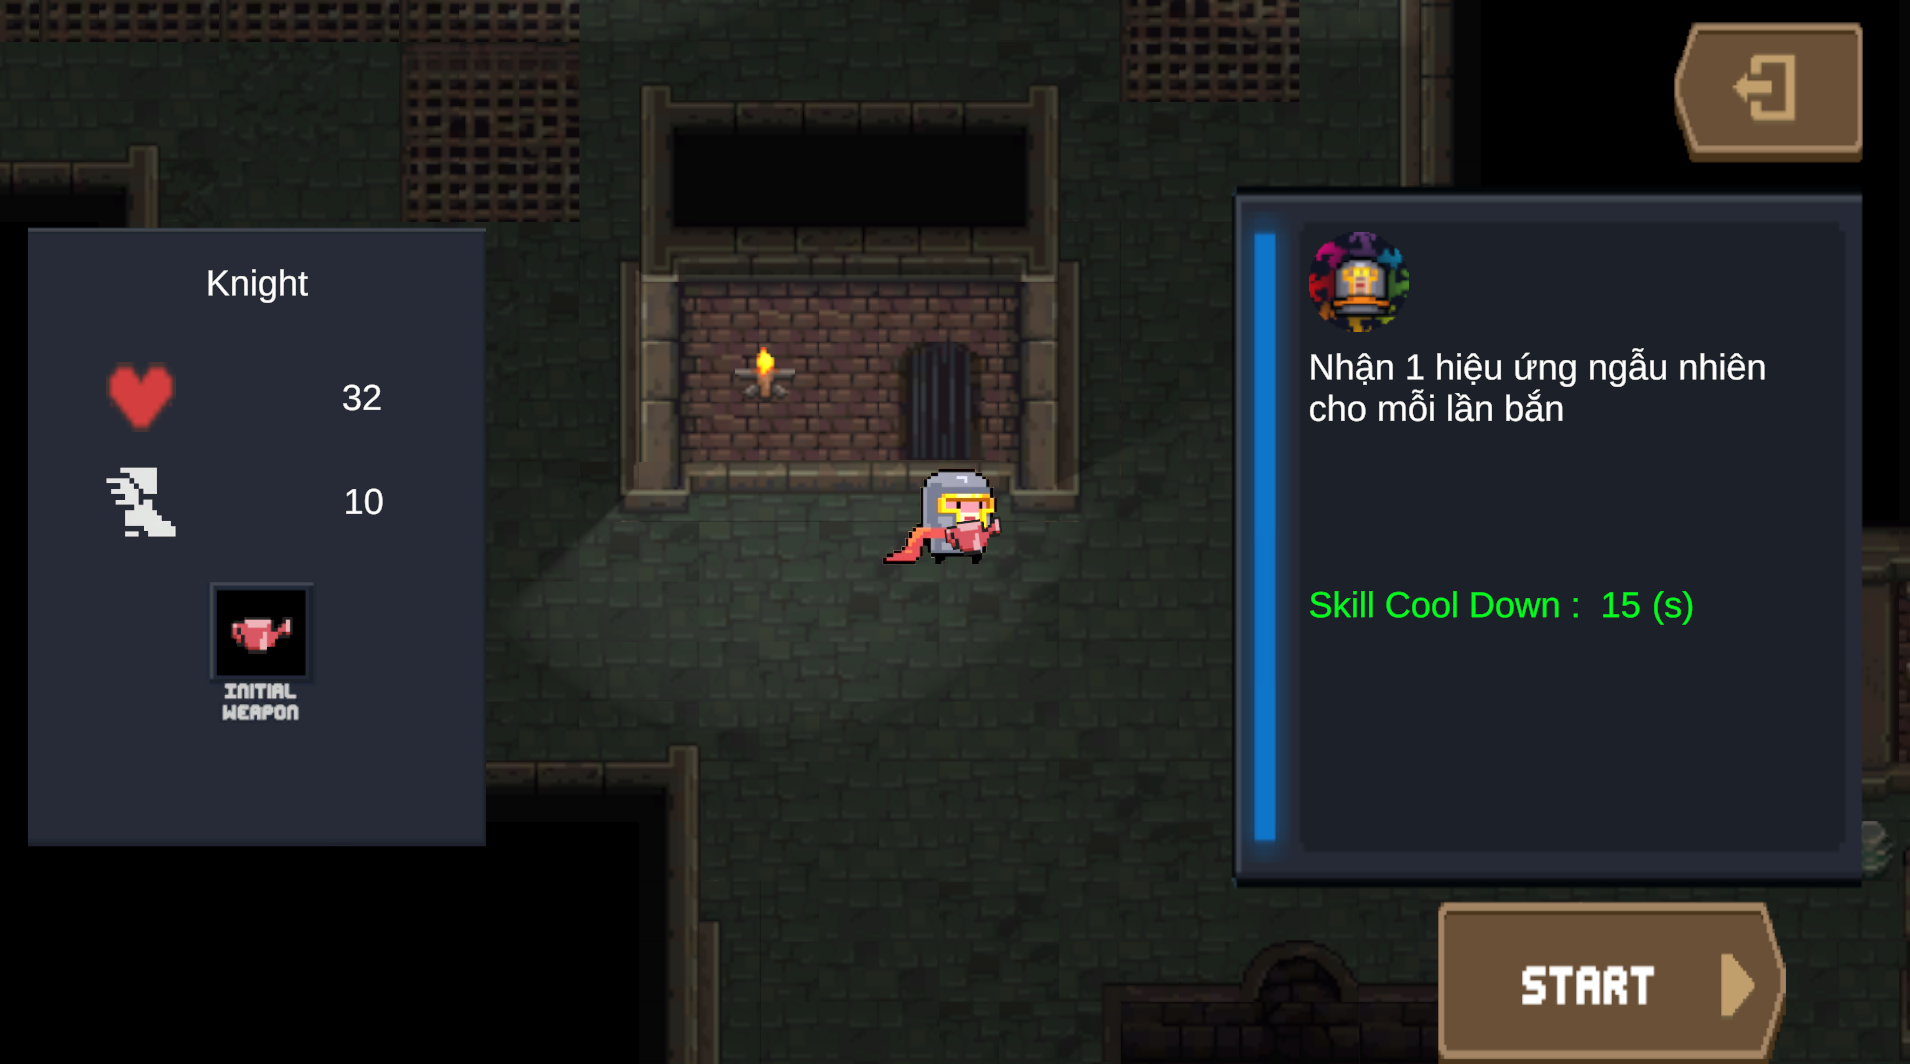 Knight
32
10
INITIAL
WEAPON
Nhận 1 hiệu ứng ngẫu nhiên
cho mỗi lần bắn
Skill Cool Down :  15 (s)
START